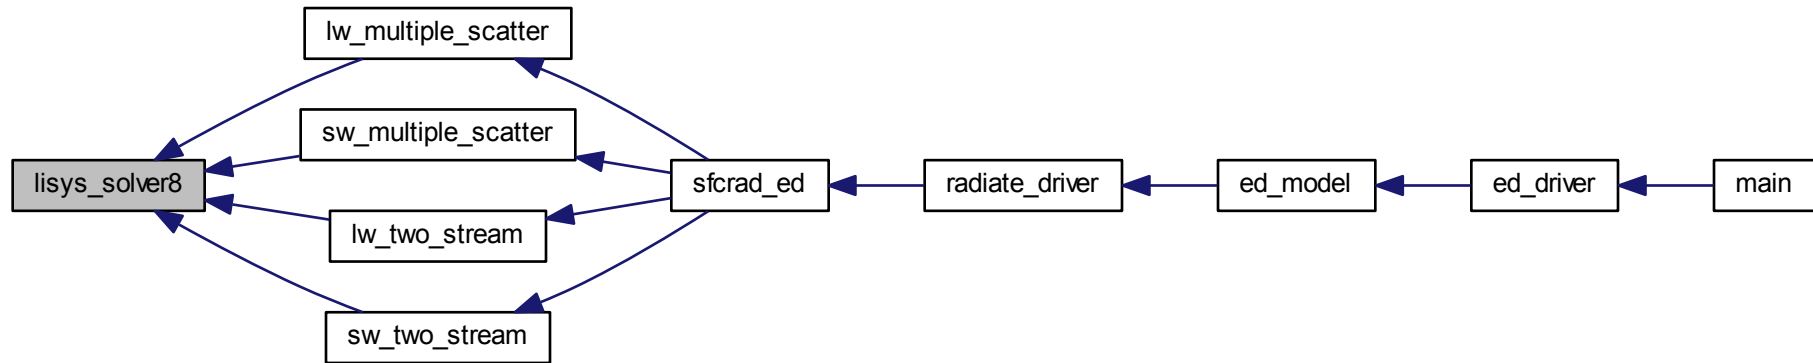 lw_multiple_scatter
sw_multiple_scatter
lisys_solver8
sfcrad_ed
radiate_driver
ed_model
ed_driver
main
lw_two_stream
sw_two_stream